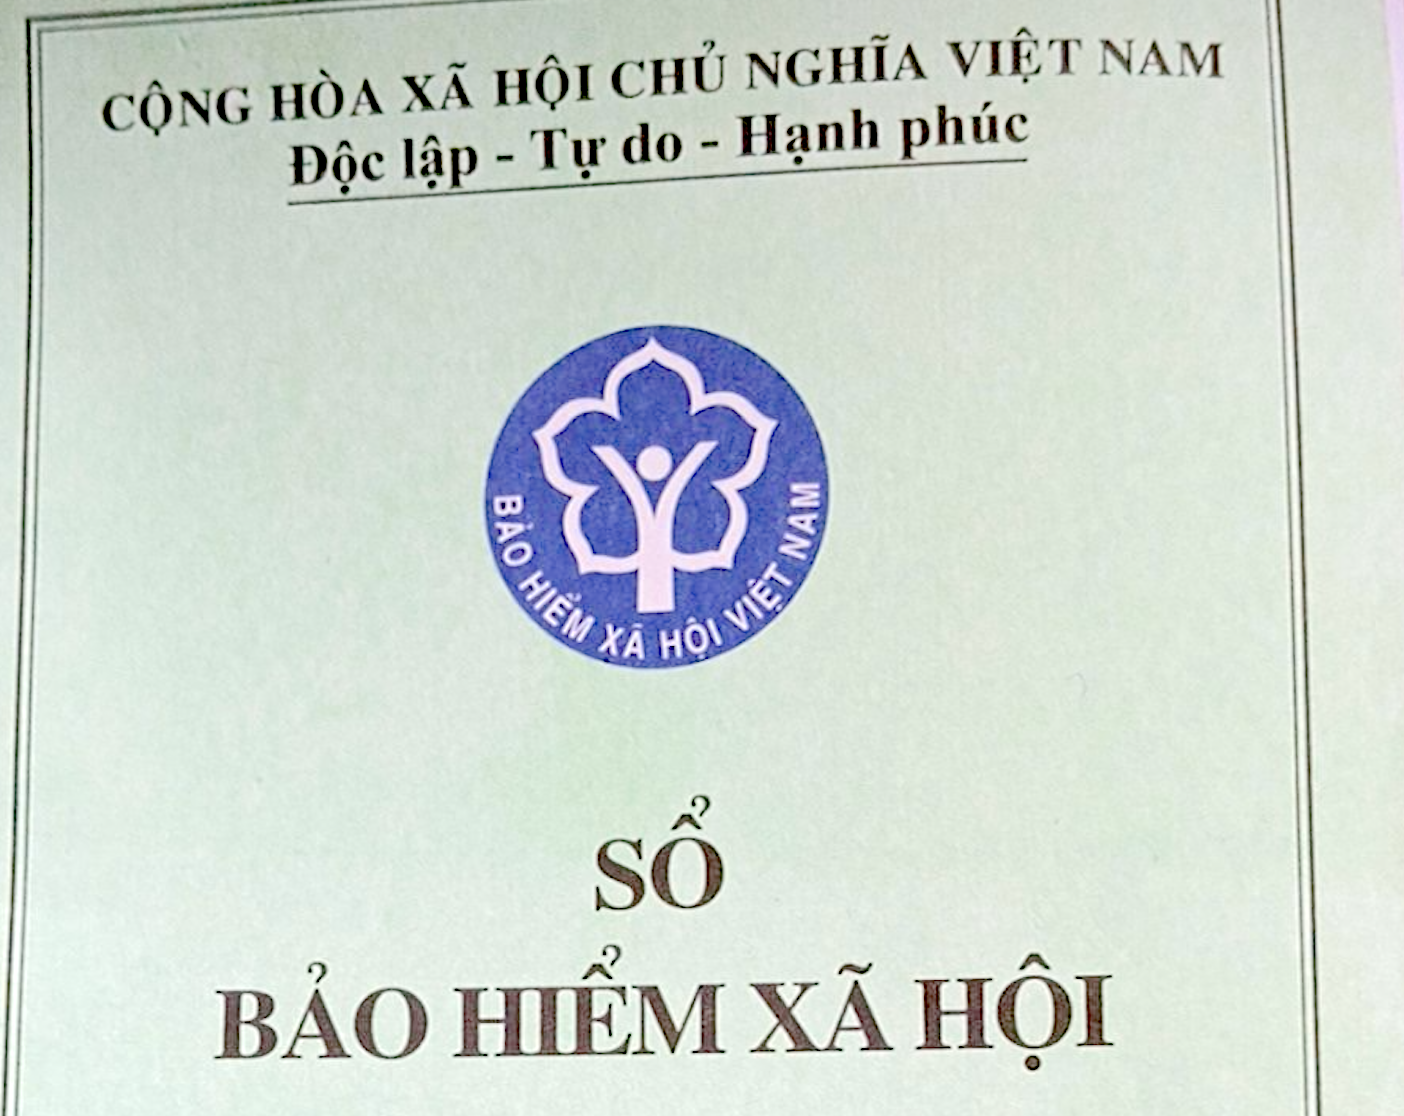 CỘNG HÒA XÃ HỘI CHỦ NGHĨA VIỆT NAM
Độc lập - Tự do - Hạnh phúc
BẢO HIỂM XÃ HỘI VIỆT NAM
SỔ
BẢO HIỂM XÃ HỘI